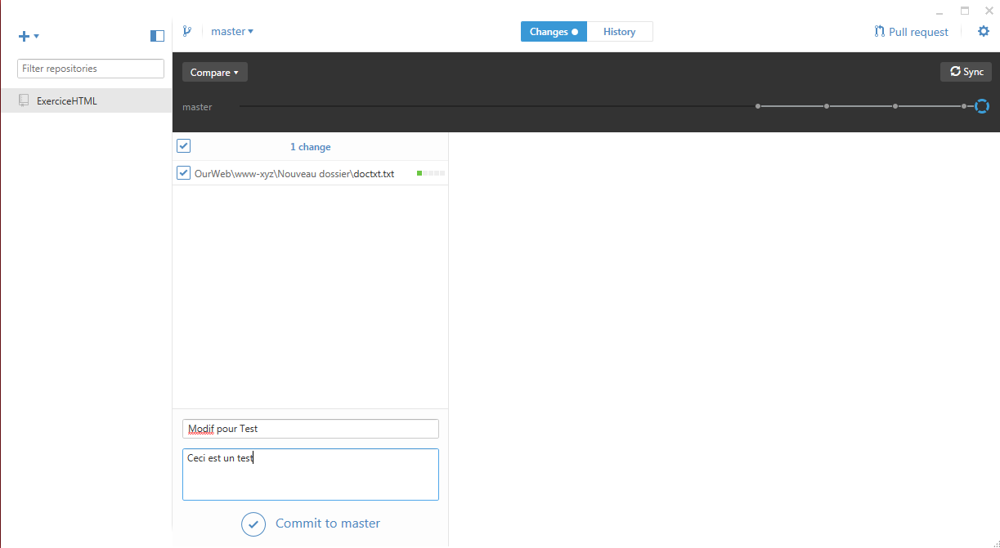 master
Changes
History
Pull request
Filter repositories
Compare
Sync
ExerciceHTML
master
1 change
OurWeb\www-xyz\Nouveau dossier\doctxt.txt
Modif pour Test
Ceci est un test
Commit to master